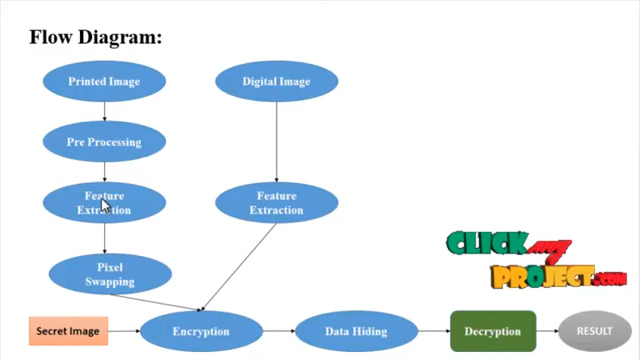 Flow Diagram:
Printed Image
Digital Image
Pre Processing
Feature
Extraction
Feature
Extraction
Pixel
Swapping
CLICK my
PROJECT.COM
Secret Image
Encryption
Data Hiding
Decryption
RESULT